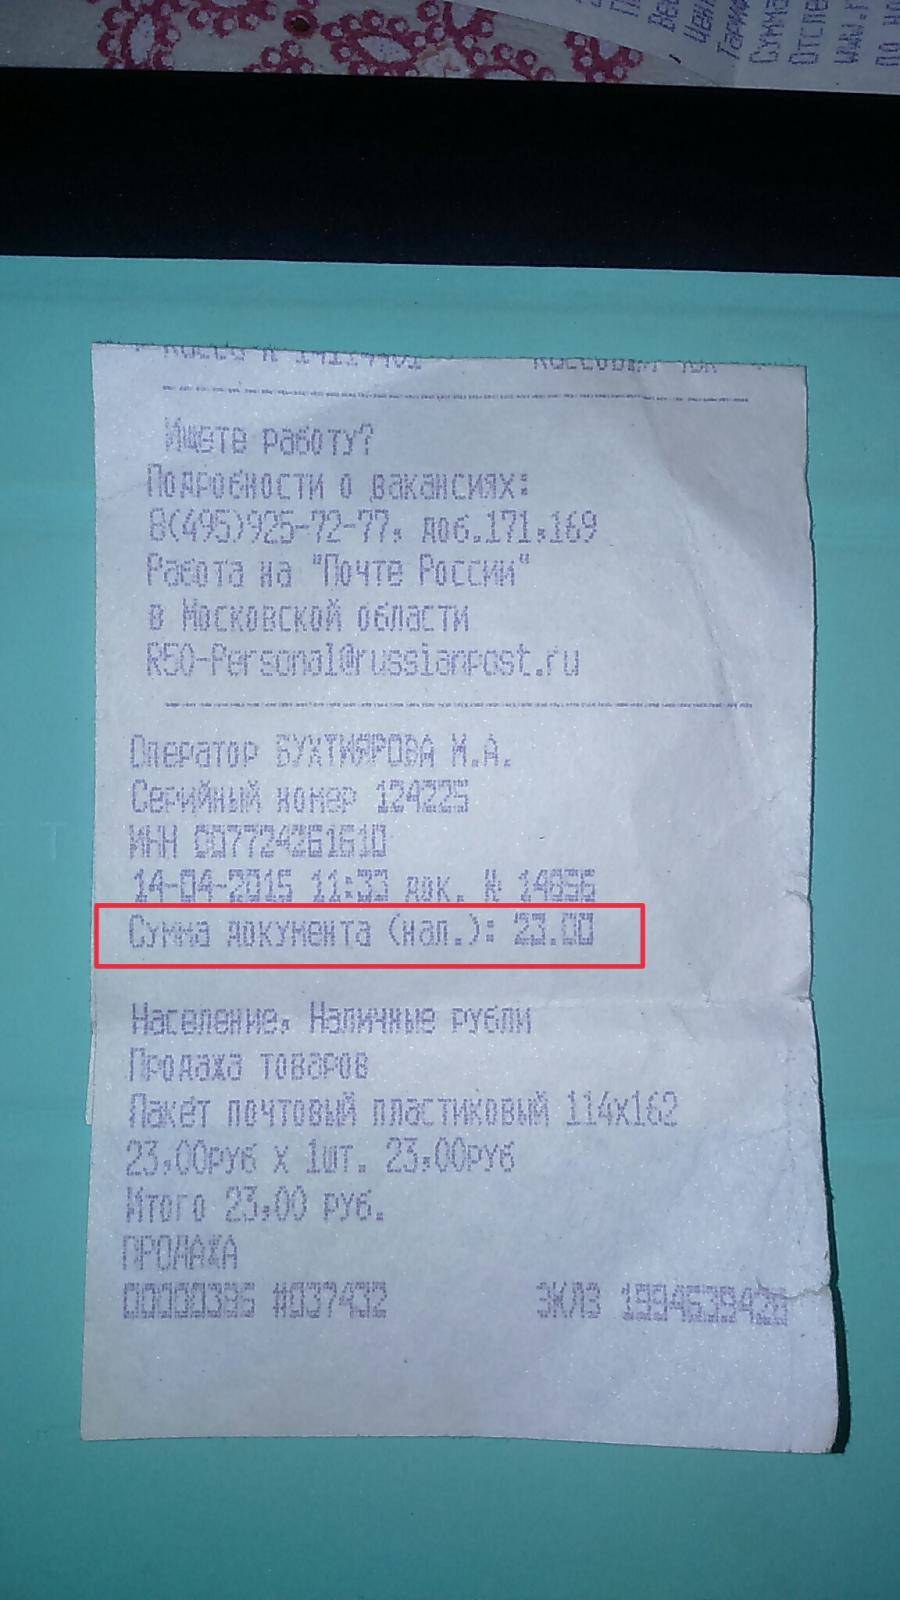 Ищете работу?
Подробности о вакансиях:
8(495)925-72-77, доб.171,169
Работа на "Почте России"
в Московской области
R50-Personal@russianpost.ru
Оператор БУХТИЯРОВА М.А.
Серийный номер 124225
ИНН 007724261610
14-04-2015 11:33 док. № 14896
Сумма документа (нал.): 23.00
Население, Наличные рубли
Продажа товаров
Пакет почтовый пластиковый 114x162
23,00руб x 1шт. 23,00руб
Итого 23,00 руб.
ПРОДАЖА
00000396 #037432 ЭКЛЗ 1994639420
Сумма